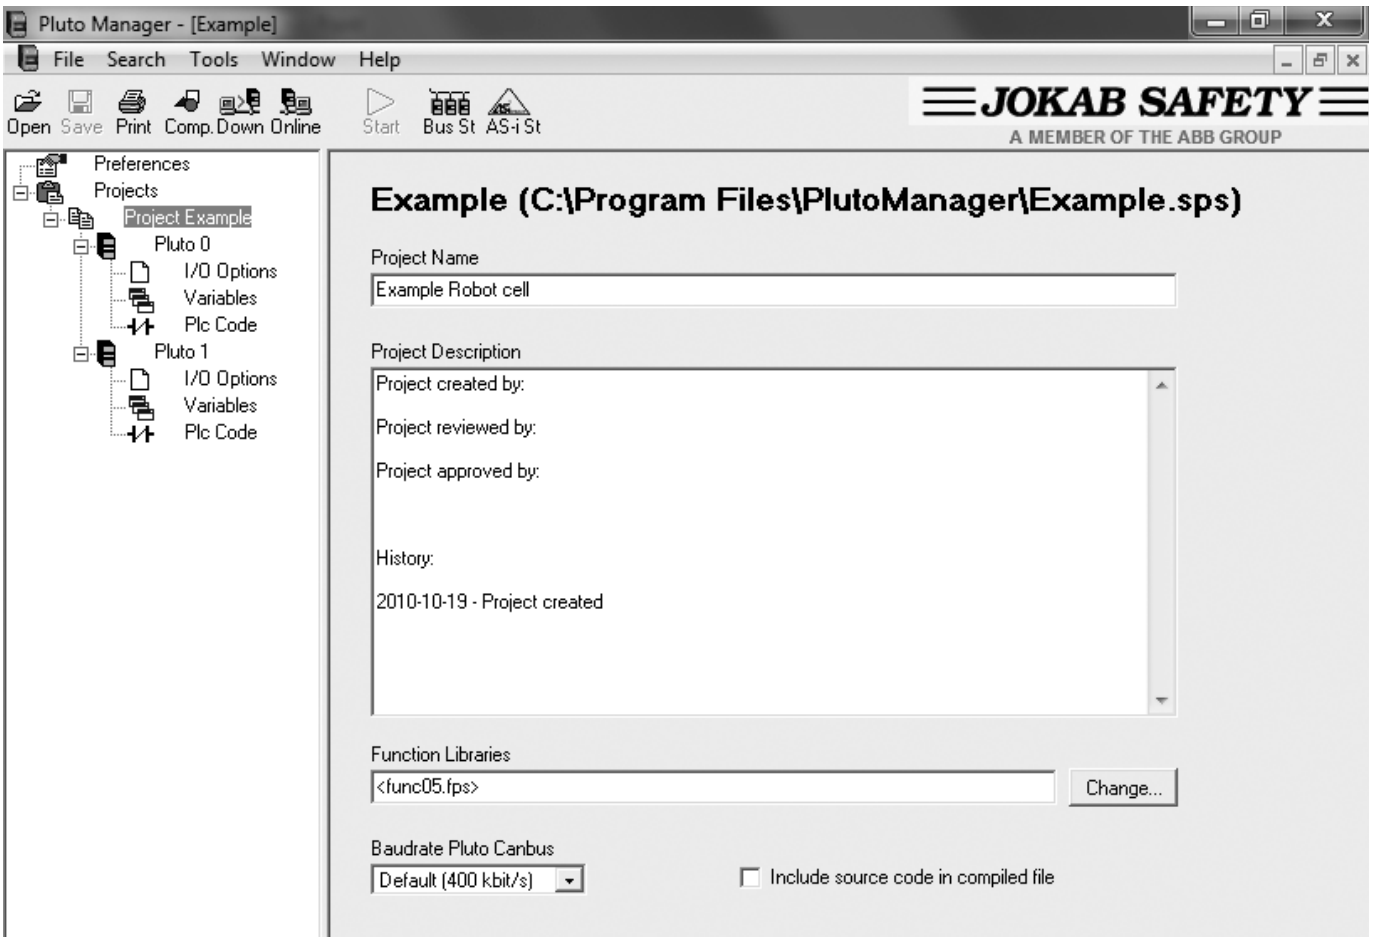 Pluto Manager - [Example]
File Search Tools Window Help
Open Save Print Comp. Down Online Start Bus St AS-i St
JOKAB SAFETY
A MEMBER OF THE ABB GROUP
Preferences
Projects
Project Example
Pluto 0
I/O Options
Variables
Plc Code
Pluto 1
I/O Options
Variables
Plc Code
Example (C:\Program Files\PlutoManager\Example.sps)
Project Name
Example Robot cell
Project Description
Project created by:
Project reviewed by:
Project approved by:
History:
2010-10-19 - Project created
Function Libraries
<func05.fps>
Change...
Baudrate Pluto Canbus
Default (400 kbit/s)
Include source code in compiled file